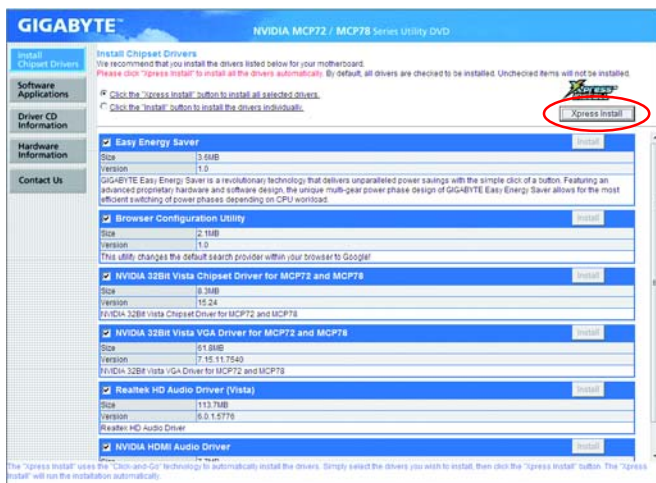 GIGABYTE™
NVIDIA MCP72 / MCP78 Series Utility DVD
Install
Chipset Drivers
Software
Applications
Driver CD
Information
Hardware
Information
Contact Us
Install Chipset Drivers
We recommend that you install the drivers listed below for your motherboard.
Please click "Xpress Install" to install all the drivers automatically. By default, all drivers are checked to be installed. Unchecked items will not be installed.
Click the "Xpress Install" button to install all selected drivers.
Click the "Install" button to install the drivers individually.
Xpress
Xpress Install
Easy Energy Saver
Install
Size 3.6MB
Version 1.0
GIGABYTE Easy Energy Saver is a revolutionary technology that delivers unparalleled power savings with the simple click of a button. Featuring an
advanced proprietary hardware and software design, the unique multi-gear power phase design of GIGABYTE Easy Energy Saver allows for the most
efficient switching of power phases depending on CPU workload.
Browser Configuration Utility
Install
Size 2.1MB
Version 1.0
This utility changes the default search provider within your browser to Google!
NVIDIA 32Bit Vista Chipset Driver for MCP72 and MCP78
Install
Size 8.3MB
Version 15.24
NVIDIA 32Bit Vista Chipset Driver for MCP72 and MCP78
NVIDIA 32Bit Vista VGA Driver for MCP72 and MCP78
Install
Size 61.8MB
Version 7.15.11.7540
NVIDIA 32Bit Vista VGA Driver for MCP72 and MCP78
Realtek HD Audio Driver (Vista)
Install
Size 113.7MB
Version 6.0.1.5776
Realtek HD Audio Driver
NVIDIA HDMI Audio Driver
Install
The "Xpress Install" uses the "Click-and-Go" technology to automatically install the drivers. Simply select the drivers you wish to install, then click the "Xpress Install" button. The "Xpress
Install" will run the installation automatically.